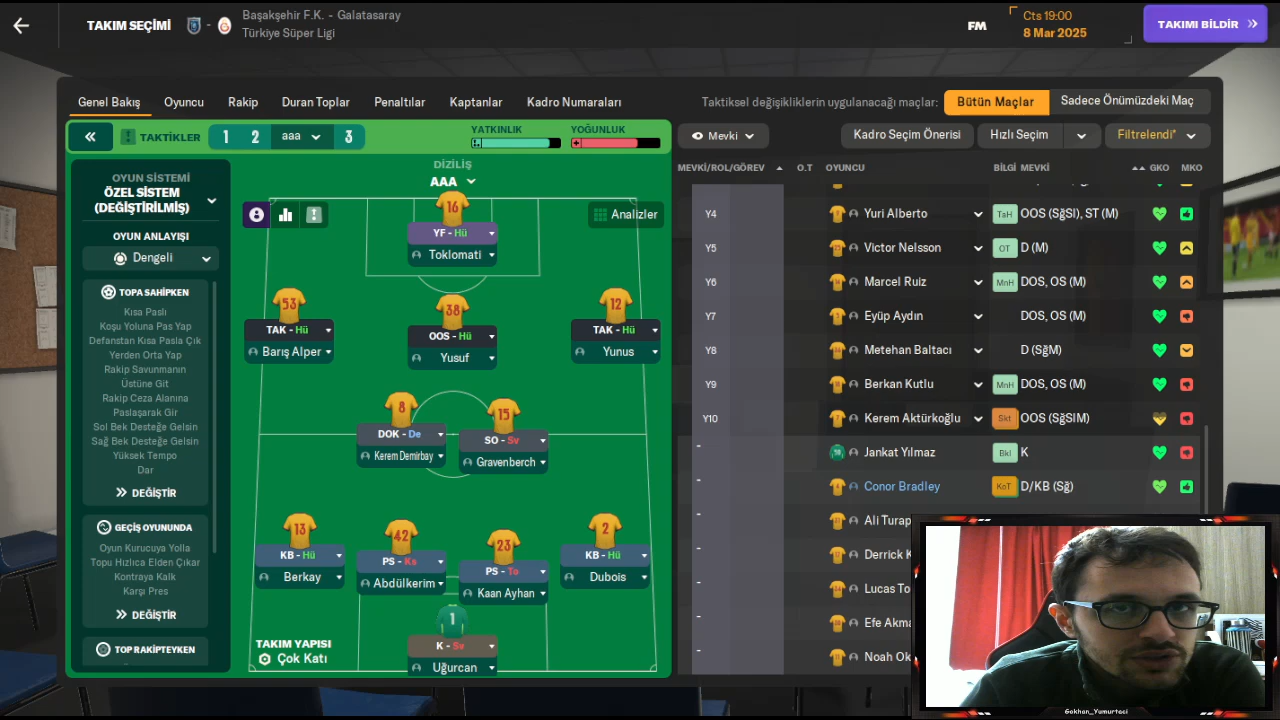 TAKIM SEÇİMİ
Başakşehir F.K. - Galatasaray
Türkiye Süper Ligi
FM
Cts 19:00
8 Mar 2025
TAKIMI BİLDİR
Genel Bakış
Oyuncu
Rakip
Duran Toplar
Penaltılar
Kaptanlar
Kadro Numaraları
Taktiksel değişikliklerin uygulanacağı maçlar:
Bütün Maçlar
Sadece Önümüzdeki Maç
TAKTİKLER
1 2 aaa 3
YATKINLIK
YOĞUNLUK
Mevki
Kadro Seçim Önerisi
Hızlı Seçim
Filtrelendi*
OYUN SİSTEMİ
ÖZEL SİSTEM
(DEĞİŞTİRİLMİŞ)
OYUN ANLAYIŞI
Dengeli
TOPA SAHİPKEN
Kısa Paslı
Koşu Yoluna Pas Yap
Defanstan Kısa Pasla Çık
Yerden Orta Yap
Rakip Savunmanın
Üstüne Git
Rakip Ceza Alanına
Paslaşarak Gir
Sol Bek Desteğe Gelsin
Sağ Bek Desteğe Gelsin
Yüksek Tempo
Dar
DEĞİŞTİR
GEÇİŞ OYUNUNDA
Oyun Kurucuya Yolla
Topu Hızlıca Elden Çıkar
Kontraya Kalk
Karşı Pres
DEĞİŞTİR
TOP RAKİPTEYKEN
DİZİLİŞ
AAA
Analizler
16
YF - Hü
Toklomati
53
TAK - Hü
Barış Alper
38
OOS - Hü
Yusuf
12
TAK - Hü
Yunus
8
DOK - De
Kerem Demirbay
15
SO - Sv
Gravenberch
13
KB - Hü
Berkay
42
PS - Ks
Abdülkerim
23
PS - To
Kaan Ayhan
2
KB - Hü
Dubois
1
K - Sv
Uğurcan
TAKIM YAPISI
Çok Katı
MEVKİ/ROL/GÖREV
O.T
OYUNCU
BİLGİ
MEVKİ
GKO
MKO
Y4 Yuri Alberto TaH OOS (SğSl), ST (M)
Y5 Victor Nelsson OT D (M)
Y6 Marcel Ruiz MnH DOS, OS (M)
Y7 Eyüp Aydın DOS, OS (M)
Y8 Metehan Baltacı D (SğM)
Y9 Berkan Kutlu MnH DOS, OS (M)
Y10 Kerem Aktürkoğlu Skt OOS (SğSlM)
- Jankat Yılmaz Bkl K
- Conor Bradley KoT D/KB (Sğ)
- Ali Turap
- Derrick K
- Lucas To
- Efe Akma
- Noah Ok
Gokhan_Yumurtaci